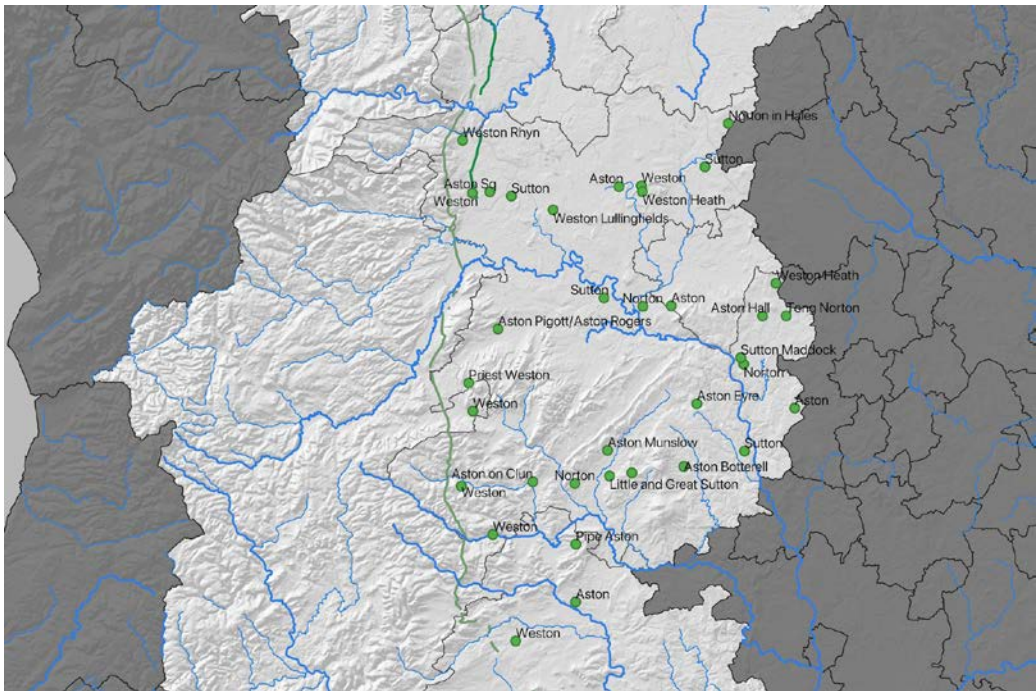 Norton in Hales
Weston Rhyn
Sutton
Aston Sq
Weston
Sutton
Aston
Weston
Weston Heath
Weston Lullingfields
Weston Heath
Sutton
Norton
Aston
Aston Hall
Tong Norton
Aston Pigott/Aston Rogers
Sutton Maddock
Norton
Priest Weston
Weston
Aston Eyre
Aston
Aston Munslow
Sutton
Aston Botterell
Aston on Clun
Weston
Norton
Little and Great Sutton
Weston
Pipe Aston
Aston
Weston